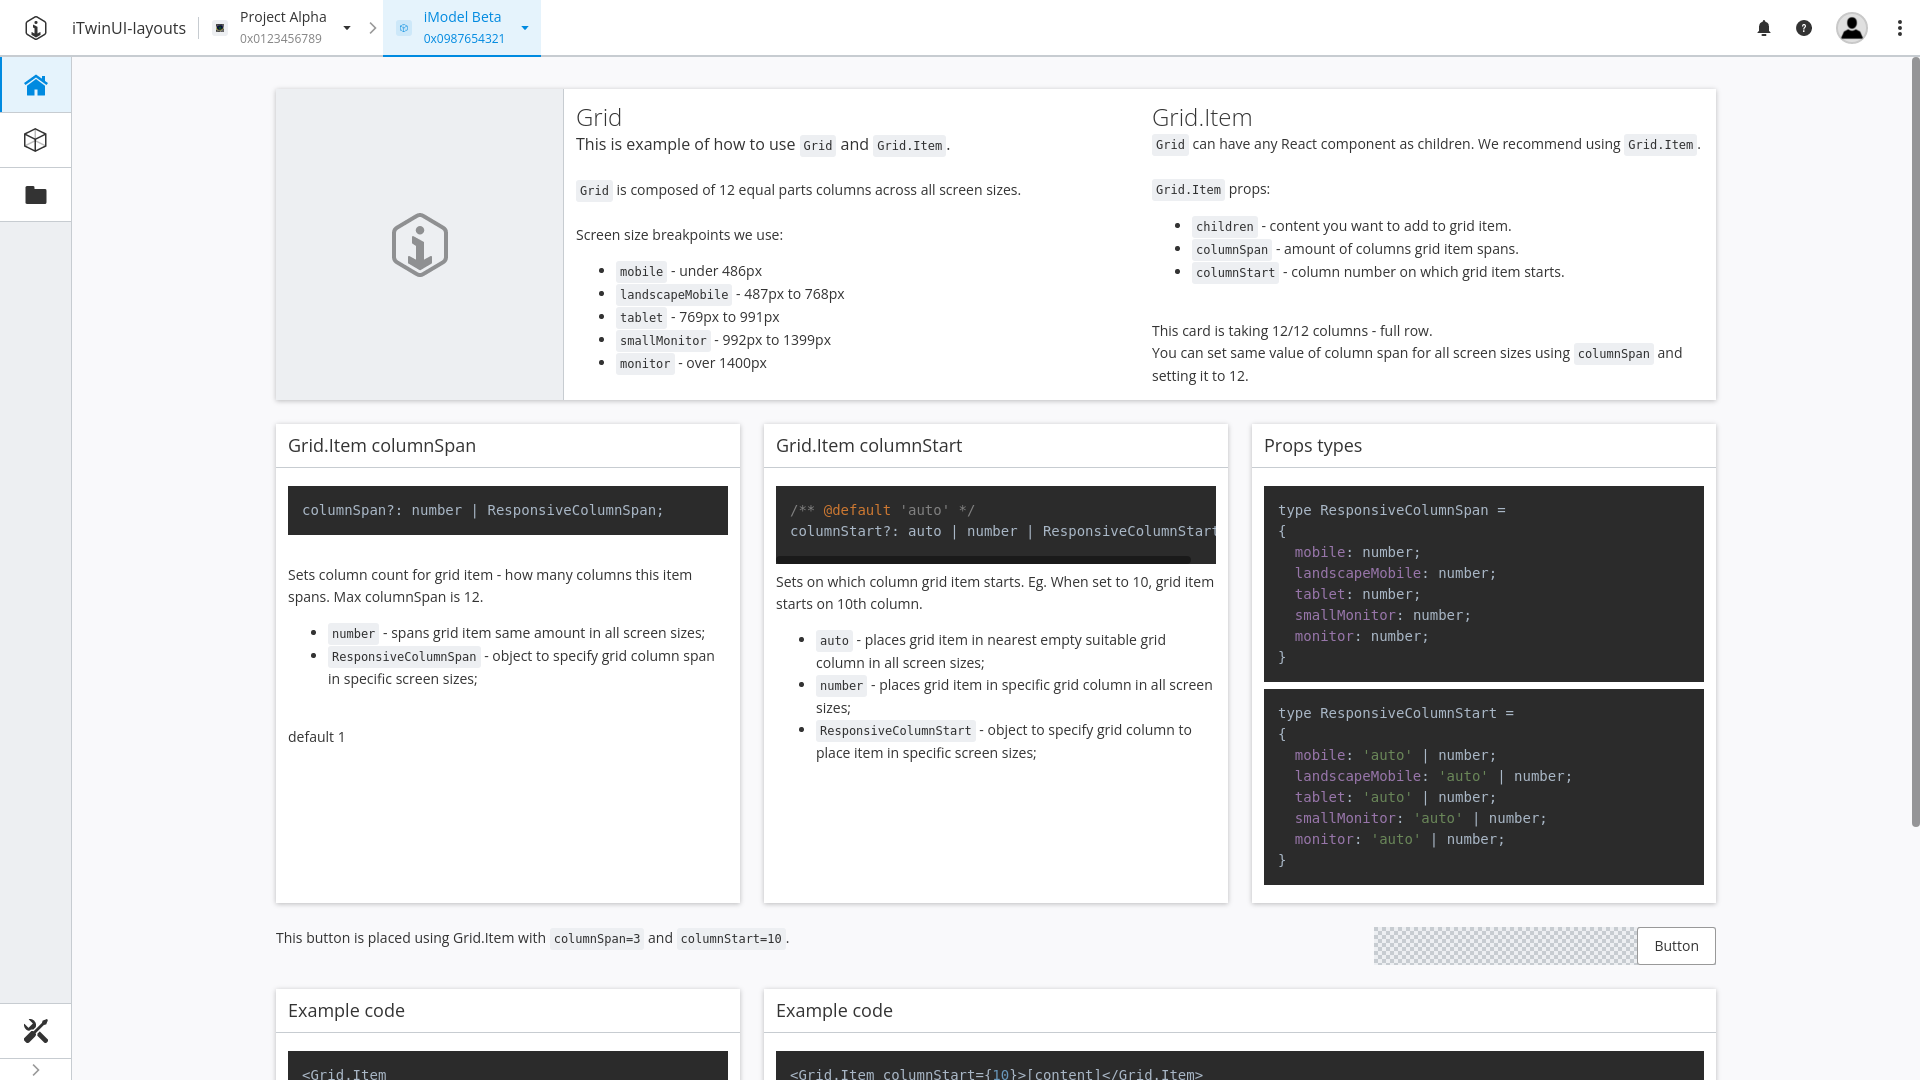 iTwinUI-layouts
Project Alpha
0x0123456789
iModel Beta
0x0987654321
Grid
This is example of how to use Grid and Grid.Item.
Grid is composed of 12 equal parts columns across all screen sizes.
Screen size breakpoints we use:
mobile - under 486px
landscapeMobile - 487px to 768px
tablet - 769px to 991px
smallMonitor - 992px to 1399px
monitor - over 1400px
Grid.Item
Grid can have any React component as children. We recommend using Grid.Item.
Grid.Item props:
children - content you want to add to grid item.
columnSpan - amount of columns grid item spans.
columnStart - column number on which grid item starts.
This card is taking 12/12 columns - full row.
You can set same value of column span for all screen sizes using columnSpan and
setting it to 12.
Grid.Item columnSpan
columnSpan?: number | ResponsiveColumnSpan;
Sets column count for grid item - how many columns this item
spans. Max columnSpan is 12.
number - spans grid item same amount in all screen sizes;
ResponsiveColumnSpan - object to specify grid column span
in specific screen sizes;
default 1
Grid.Item columnStart
/** @default 'auto' */
columnStart?: auto | number | ResponsiveColumnStart
Sets on which column grid item starts. Eg. When set to 10, grid item
starts on 10th column.
auto - places grid item in nearest empty suitable grid
column in all screen sizes;
number - places grid item in specific grid column in all screen
sizes;
ResponsiveColumnStart - object to specify grid column to
place item in specific screen sizes;
Props types
type ResponsiveColumnSpan =
{
mobile: number;
landscapeMobile: number;
tablet: number;
smallMonitor: number;
monitor: number;
}
type ResponsiveColumnStart =
{
mobile: 'auto' | number;
landscapeMobile: 'auto' | number;
tablet: 'auto' | number;
smallMonitor: 'auto' | number;
monitor: 'auto' | number;
}
This button is placed using Grid.Item with columnSpan=3 and columnStart=10.
Button
Example code
<Grid.Item
Example code
<Grid.Item columnStart={10}>[content]</Grid.Item>